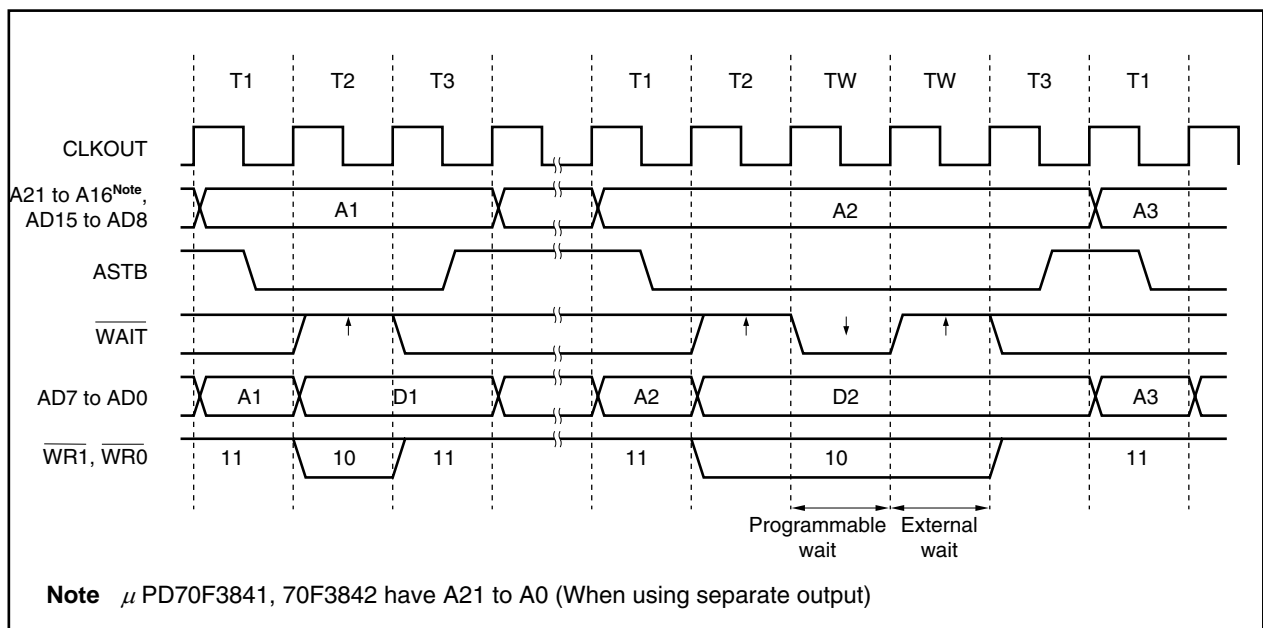 T1 T2 T3 T1 T2 TW TW T3 T1
CLKOUT
A21 to A16Note,
AD15 to AD8
A1 A2 A3
ASTB
WAIT
AD7 to AD0 A1 D1 A2 D2 A3
WR1, WR0 11 10 11 11 10 11
Programmable
wait
External
wait
Note μ PD70F3841, 70F3842 have A21 to A0 (When using separate output)